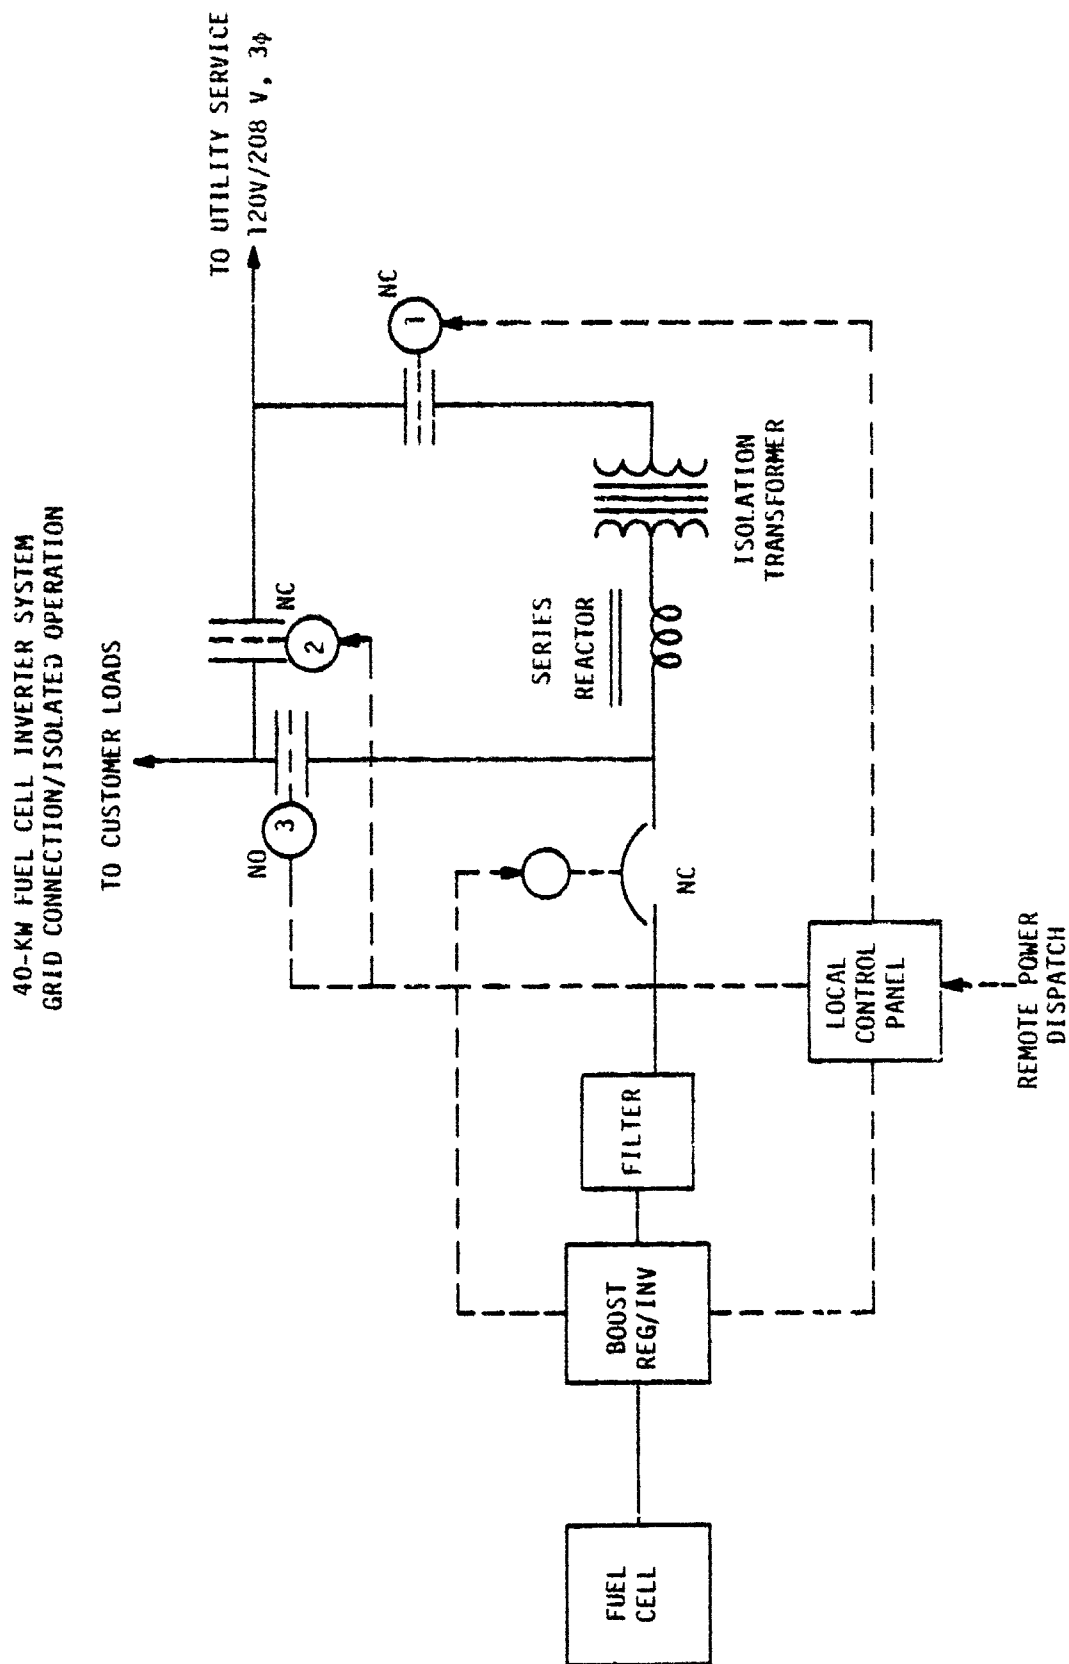 40-KW FUEL CELL INVERTER SYSTEM
GRID CONNECTION/ISOLATED OPERATION
TO CUSTOMER LOADS
TO UTILITY SERVICE
120V/208 V, 3φ
NO
3
2
NC
1
NC
SERIES
REACTOR
ISOLATION
TRANSFORMER
NC
FUEL
CELL
BOOST
REG/INV
FILTER
LOCAL
CONTROL
PANEL
REMOTE POWER
DISPATCH